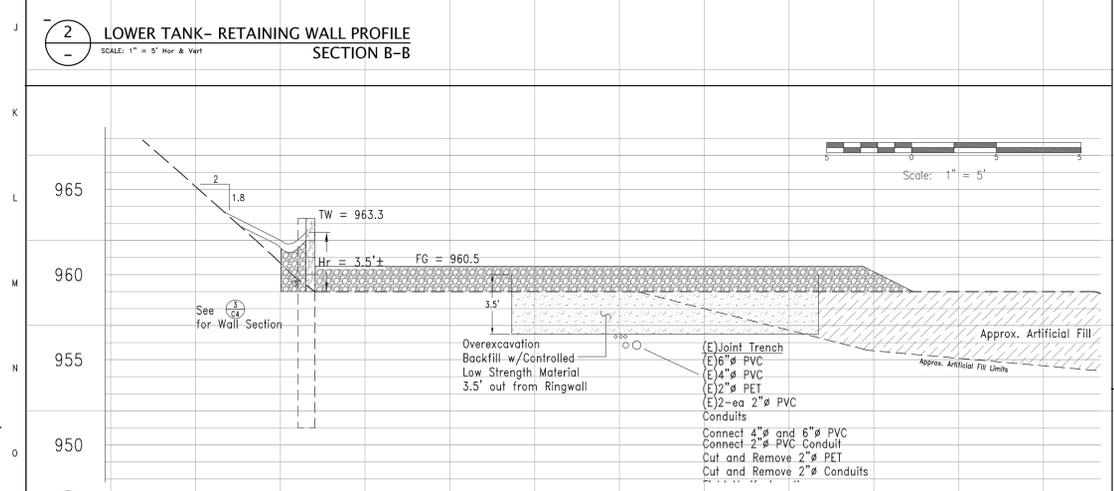 J
2
LOWER TANK- RETAINING WALL PROFILE
-
SCALE: 1" = 5' Hor & Vert
SECTION B-B
K
5 0 5 5
Scale: 1" = 5'
965
2
1.8
L
TW = 963.3
960
Hr = 3.5'±
FG = 960.5
M
3.5'
See 3
C4
for Wall Section
Approx. Artificial Fill
Overexcavation
Backfill w/Controlled
Low Strength Material
3.5' out from Ringwall
(E)Joint Trench
(E)6"ø PVC
(E)4"ø PVC
(E)2"ø PET
(E)2-ea 2"ø PVC
Conduits
955
Approx. Artificial Fill Limits
N
Connect 4"ø and 6"ø PVC
Connect 2"ø PVC Conduit
Cut and Remove 2"ø PET
Cut and Remove 2"ø Conduits
950
O